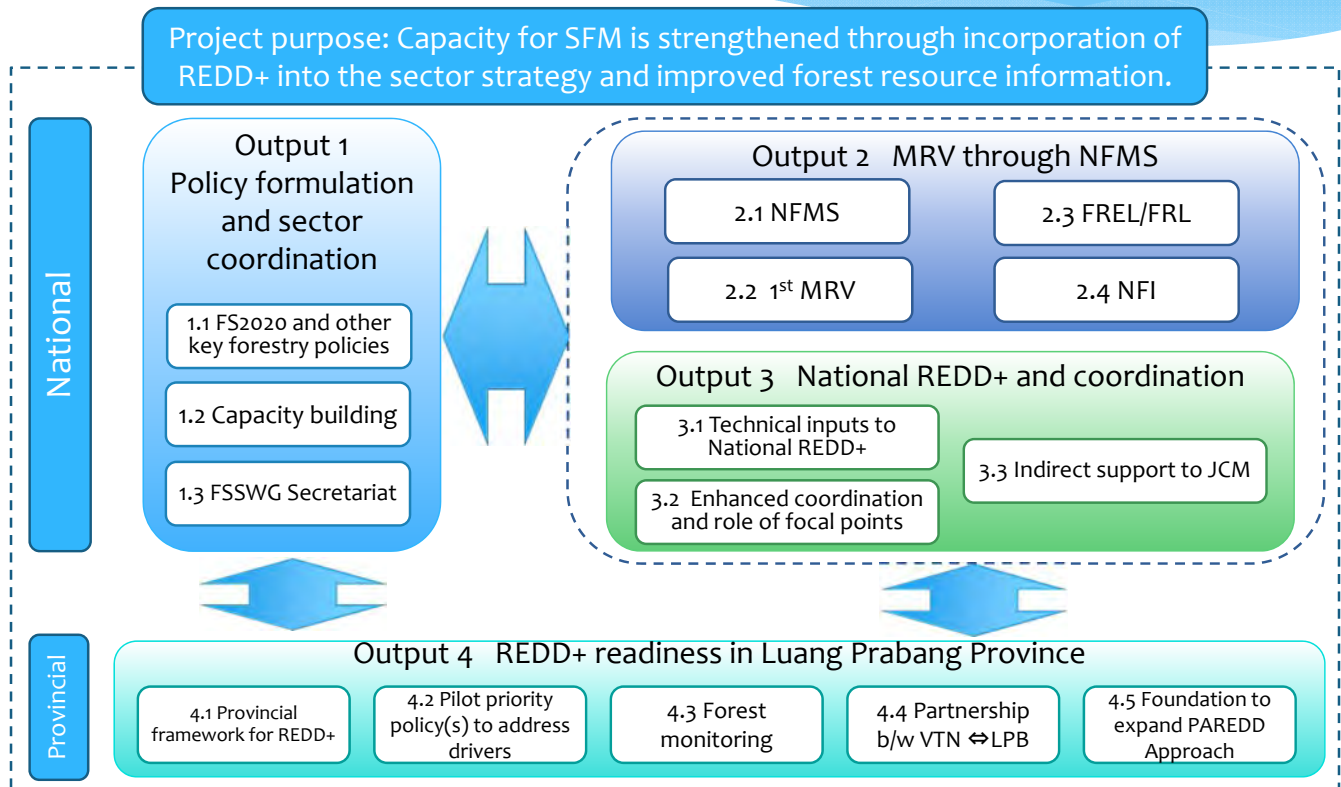 Project purpose: Capacity for SFM is strengthened through incorporation of
REDD+ into the sector strategy and improved forest resource information.
National
Output 1
Policy formulation
and sector
coordination
1.1 FS2020 and other
key forestry policies
1.2 Capacity building
1.3 FSSWG Secretariat
Output 2 MRV through NFMS
2.1 NFMS
2.3 FREL/FRL
2.2 1st MRV
2.4 NFI
Output 3 National REDD+ and coordination
3.1 Technical inputs to
National REDD+
3.2 Enhanced coordination
and role of focal points
3.3 Indirect support to JCM
Provincial
Output 4 REDD+ readiness in Luang Prabang Province
4.1 Provincial
framework for REDD+
4.2 Pilot priority
policy(s) to address
drivers
4.3 Forest
monitoring
4.4 Partnership
b/w VTN ⇔LPB
4.5 Foundation to
expand PAREDD
Approach